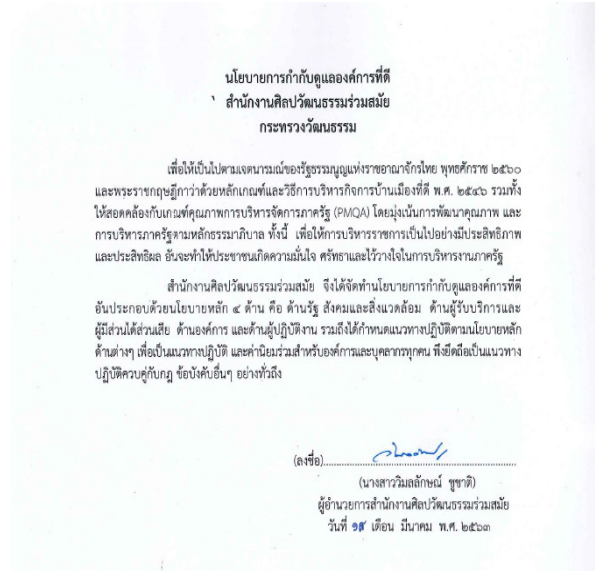 นโยบายการกำกับดูแลองค์การที่ดี
สำนักงานศิลปวัฒนธรรมร่วมสมัย
กระทรวงวัฒนธรรม
เพื่อให้เป็นไปตามเจตนารมณ์ของรัฐธรรมนูญแห่งราชอาณาจักรไทย พุทธศักราช ๒๕๖๐
และพระราชกฤษฎีกาว่าด้วยหลักเกณฑ์และวิธีการบริหารกิจการบ้านเมืองที่ดี พ.ศ. ๒๕๔๖ รวมทั้ง
ให้สอดคล้องกับเกณฑ์คุณภาพการบริหารจัดการภาครัฐ (PMQA) โดยมุ่งเน้นการพัฒนาคุณภาพ และ
การบริหารภาครัฐตามหลักธรรมาภิบาล ทั้งนี้ เพื่อให้การบริหารราชการเป็นไปอย่างมีประสิทธิภาพ
และประสิทธิผล อันจะทำให้ประชาชนเกิดความมั่นใจ ศรัทธาและไว้วางใจในการบริหารงานภาครัฐ
สำนักงานศิลปวัฒนธรรมร่วมสมัย จึงได้จัดทำนโยบายการกำกับดูแลองค์การที่ดี
อันประกอบด้วยนโยบายหลัก ๔ ด้าน คือ ด้านรัฐ สังคมและสิ่งแวดล้อม ด้านผู้รับบริการและ
ผู้มีส่วนได้ส่วนเสีย ด้านองค์การ และด้านผู้ปฏิบัติงาน รวมถึงได้กำหนดแนวทางปฏิบัติตามนโยบายหลัก
ด้านต่างๆ เพื่อเป็นแนวทางปฏิบัติ และค่านิยมร่วมสำหรับองค์การและบุคลากรทุกคน พึงยึดถือเป็นแนวทาง
ปฏิบัติควบคู่กับกฎ ข้อบังคับอื่นๆ อย่างทั่วถึง
(ลงชื่อ)
(นางสาววิมลลักษณ์ ชูชาติ)
ผู้อำนวยการสำนักงานศิลปวัฒนธรรมร่วมสมัย
วันที่ ๑๙ เดือน มีนาคม พ.ศ. ๒๕๖๓